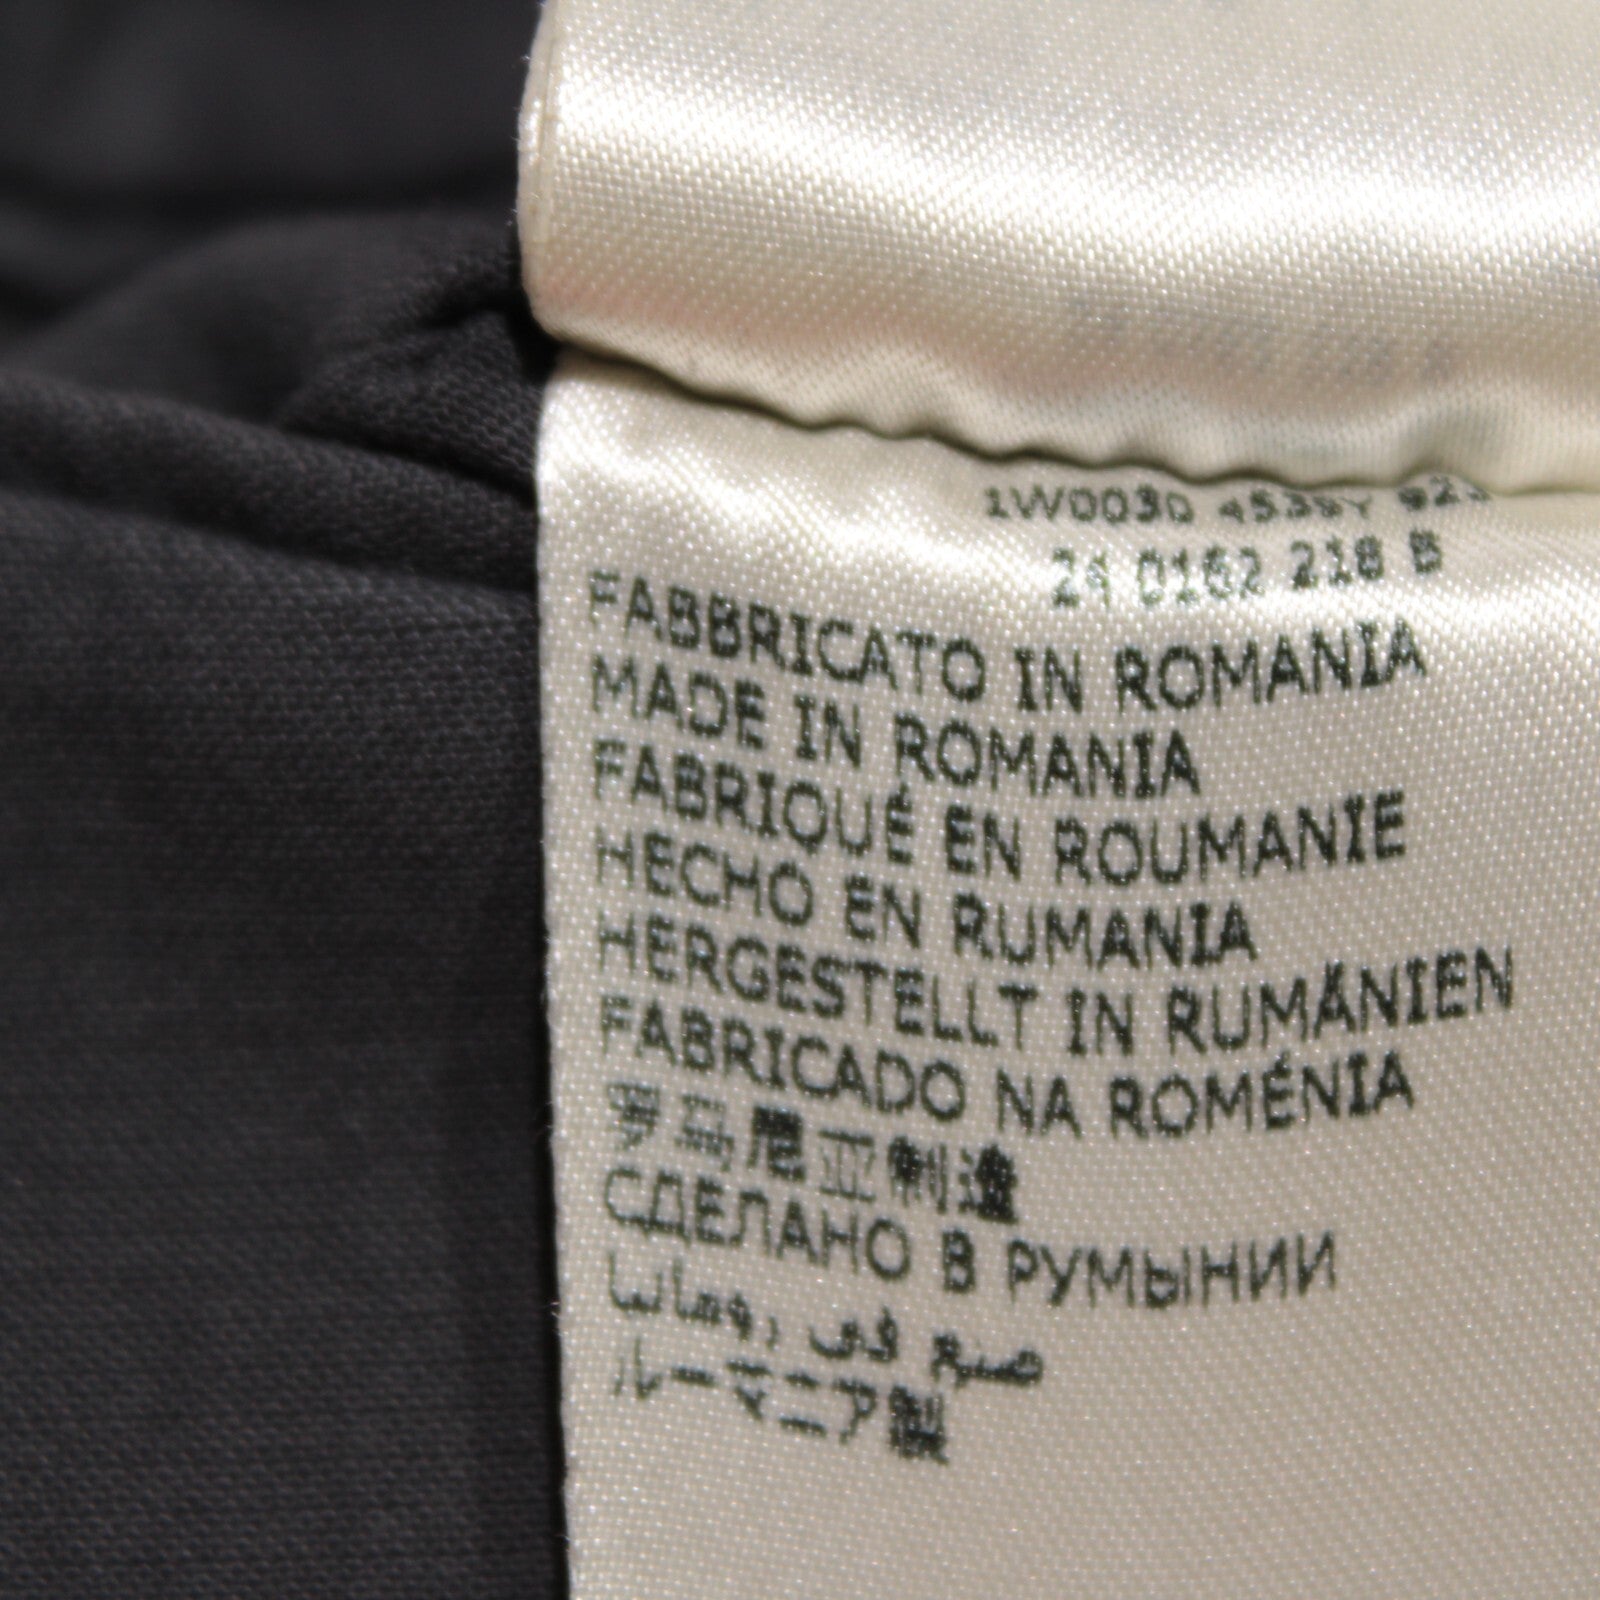 1W0030
24 0162 218 B
FABBRICATO IN ROMANIA
MADE IN ROMANIA
FABRIQUÉ EN ROUMANIE
HECHO EN RUMANIA
HERGESTELLT IN RUMÄNIEN
FABRICADO NA ROMÉNIA
罗马尼亚制造
СДЕЛАНО В РУМЫНИИ
صنع في رومانيا
ルーマニア製